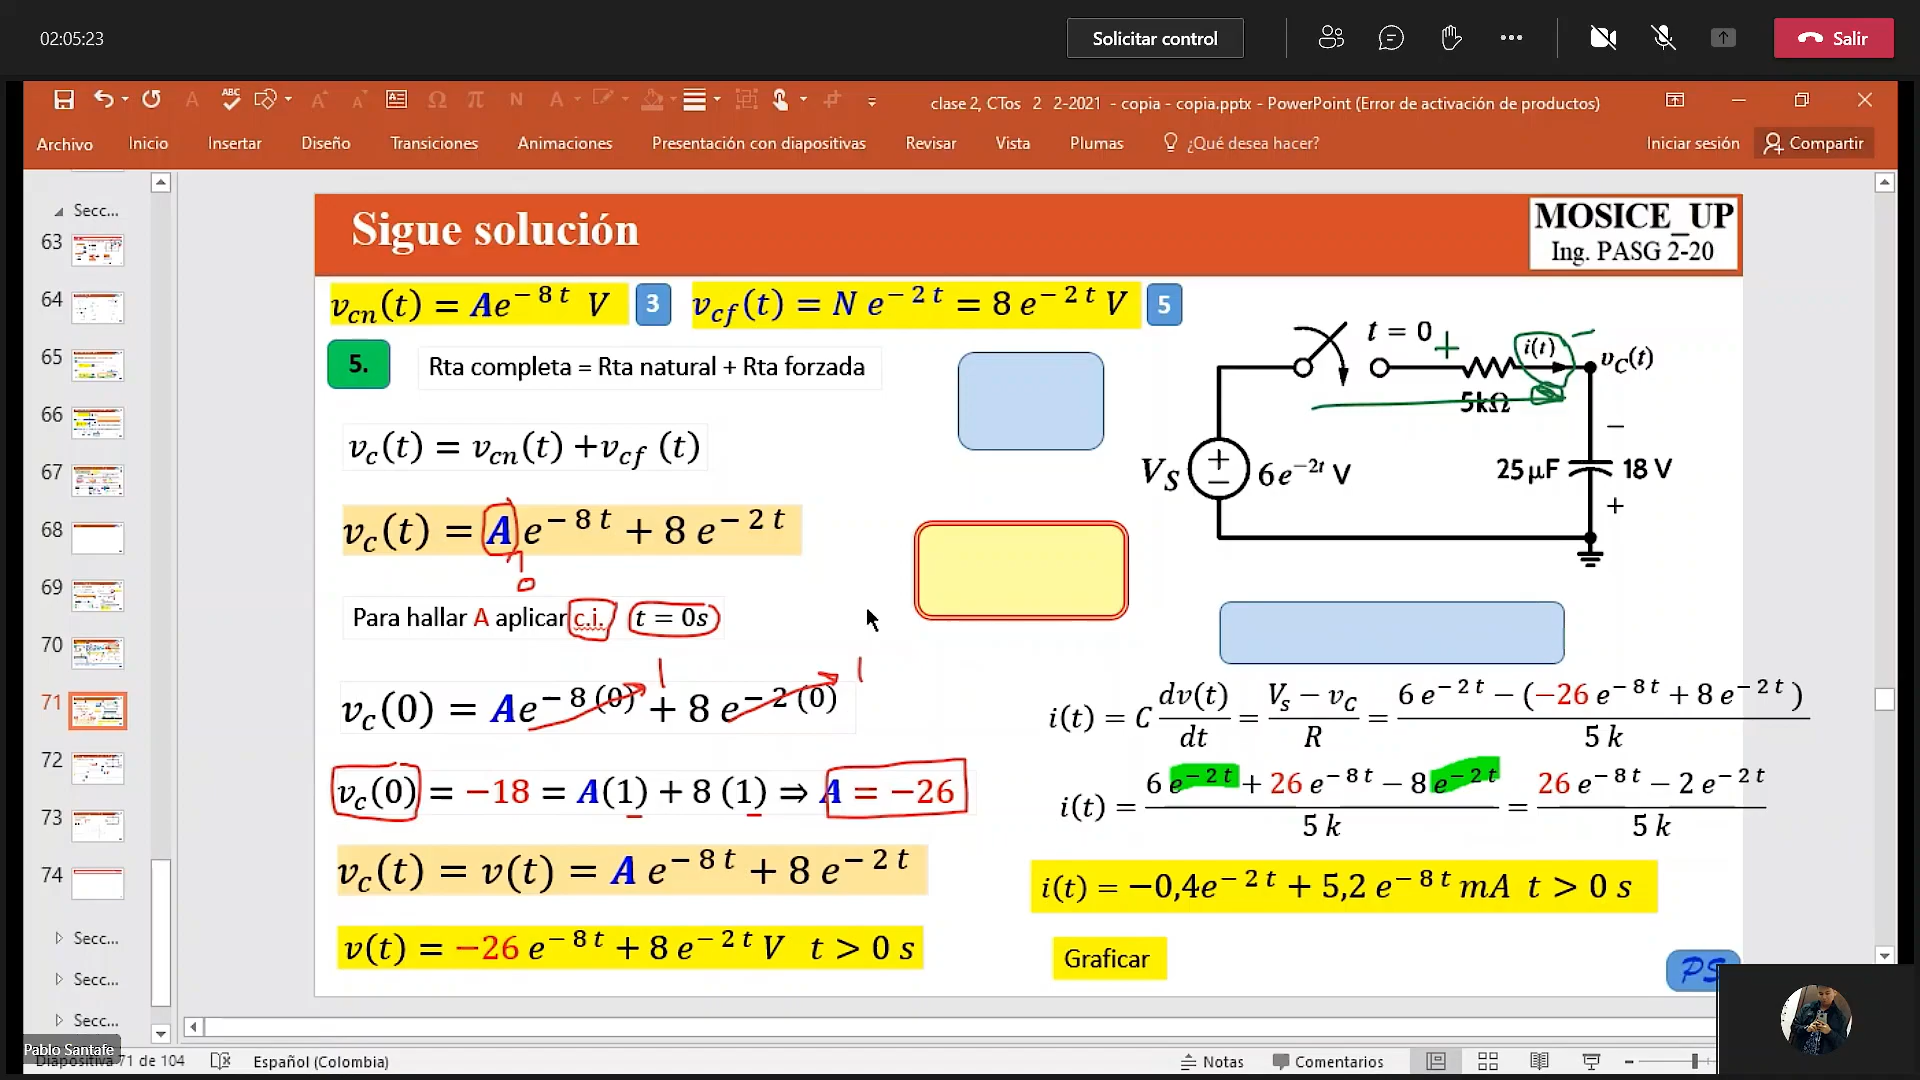 02:05:23
Solicitar control
Salir
clase 2, CTos 2 2-2021 - copia - copia.pptx - PowerPoint (Error de activación de productos)
Archivo Inicio Insertar Diseño Transiciones Animaciones Presentación con diapositivas Revisar Vista Plumas ¿Qué desea hacer? Iniciar sesión Compartir
Secc...
63
64
65
66
67
68
69
70
71
72
73
74
Secc...
Secc...
Secc...
Sigue solución
MOSICE_UP
Ing. PASG 2-20
v_cn(t) = Ae^{−8t} V 3 v_cf(t) = N e^{−2t} = 8 e^{−2t} V 5
5. Rta completa = Rta natural + Rta forzada
v_c(t) = v_cn(t) + v_cf (t)
v_c(t) = A e^{−8t} + 8 e^{−2t}
Para hallar A aplicar c.i. t = 0s
1 1
v_c(0) = Ae^{−8(0)} + 8 e^{−2(0)}
v_c(0) = −18 = A(1) + 8 (1) ⇒ A = −26
v_c(t) = v(t) = A e^{−8t} + 8 e^{−2t}
v(t) = −26 e^{−8t} + 8 e^{−2t} V t > 0 s
t = 0 + i(t) v_C(t)
5kΩ
V_S + − 6e^{−2t} V
25 µF − 18 V +
i(t) = C dv(t)/dt = (V_s − v_C)/R = (6 e^{−2t} − (−26 e^{−8t} + 8 e^{−2t}))/5 k
i(t) = (6 e^{−2t} + 26 e^{−8t} − 8 e^{−2t})/5 k = (26 e^{−8t} − 2 e^{−2t})/5 k
i(t) = −0,4e^{−2t} + 5,2 e^{−8t} mA t > 0 s
Graficar
PS
Pablo Santafe
Diapositiva 71 de 104 Español (Colombia) Notas Comentarios